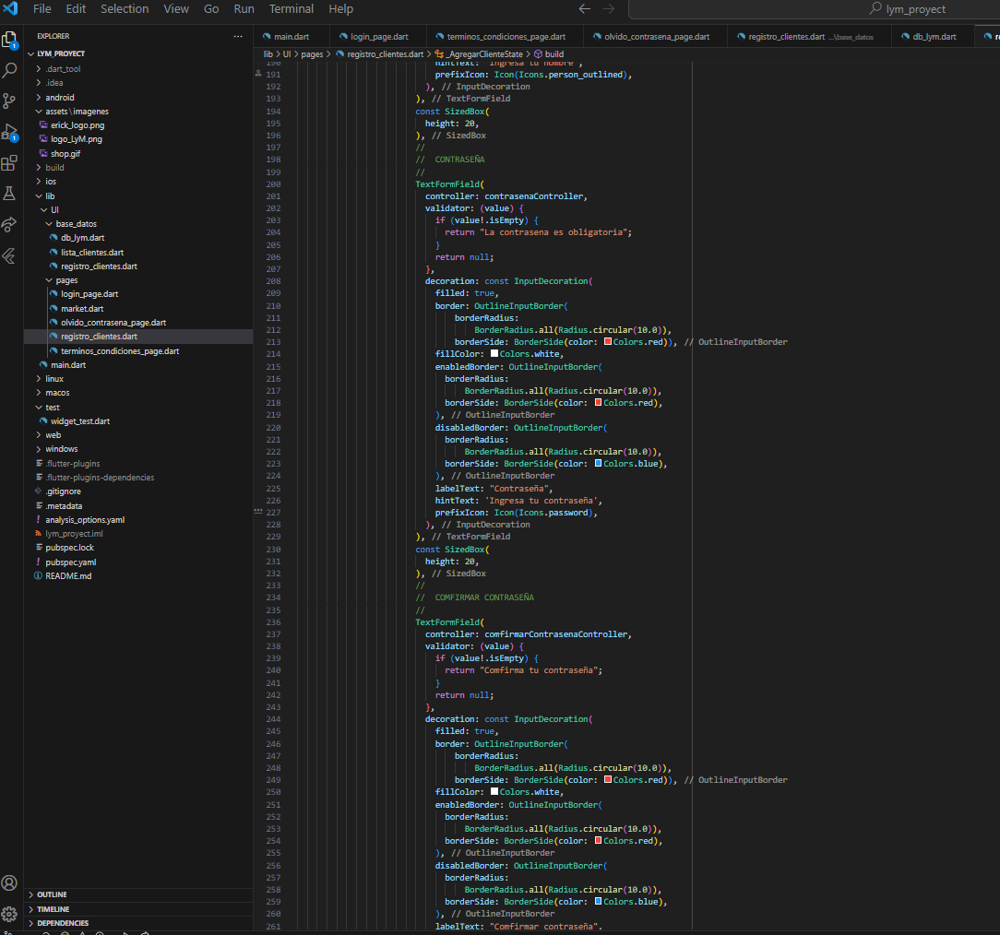 File Edit Selection View Go Run Terminal Help
lym_proyect
EXPLORER
LYM_PROYECT
.dart_tool
.idea
android
assets \ imagenes
erick_logo.png
logo_LyM.png
shop.gif
build
ios
lib
UI
base_datos
db_lym.dart
lista_clientes.dart
registro_clientes.dart
pages
login_page.dart
market.dart
olvido_contrasena_page.dart
registro_clientes.dart
terminos_condiciones_page.dart
main.dart
linux
macos
test
widget_test.dart
web
windows
.flutter-plugins
.flutter-plugins-dependencies
.gitignore
.metadata
analysis_options.yaml
lym_proyect.iml
pubspec.lock
pubspec.yaml
README.md
OUTLINE
TIMELINE
DEPENDENCIES
main.dart login_page.dart terminos_condiciones_page.dart olvido_contrasena_page.dart registro_clientes.dart ...\base_datos db_lym.dart
lib > UI > pages > registro_clientes.dart > _AgregarClienteState > build
190 hintText: 'Ingresa tu nombre',
191 prefixIcon: Icon(Icons.person_outlined),
192 ), // InputDecoration
193 ), // TextFormField
194 const SizedBox(
195 height: 20,
196 ), // SizedBox
197 //
198 // CONTRASEÑA
199 //
200 TextFormField(
201 controller: contrasenaController,
202 validator: (value) {
203 if (value!.isEmpty) {
204 return "La contrasena es obligatoria";
205 }
206 return null;
207 },
208 decoration: const InputDecoration(
209 filled: true,
210 border: OutlineInputBorder(
211 borderRadius:
212 BorderRadius.all(Radius.circular(10.0)),
213 borderSide: BorderSide(color: Colors.red)), // OutlineInputBorder
214 fillColor: Colors.white,
215 enabledBorder: OutlineInputBorder(
216 borderRadius:
217 BorderRadius.all(Radius.circular(10.0)),
218 borderSide: BorderSide(color: Colors.red),
219 ), // OutlineInputBorder
220 disabledBorder: OutlineInputBorder(
221 borderRadius:
222 BorderRadius.all(Radius.circular(10.0)),
223 borderSide: BorderSide(color: Colors.blue),
224 ), // OutlineInputBorder
225 labelText: "Contraseña",
226 hintText: 'Ingresa tu contraseña',
227 prefixIcon: Icon(Icons.password),
228 ), // InputDecoration
229 ), // TextFormField
230 const SizedBox(
231 height: 20,
232 ), // SizedBox
233 //
234 // COMFIRMAR CONTRASEÑA
235 //
236 TextFormField(
237 controller: comfirmarContrasenaController,
238 validator: (value) {
239 if (value!.isEmpty) {
240 return "Comfirma tu contraseña";
241 }
242 return null;
243 },
244 decoration: const InputDecoration(
245 filled: true,
246 border: OutlineInputBorder(
247 borderRadius:
248 BorderRadius.all(Radius.circular(10.0)),
249 borderSide: BorderSide(color: Colors.red)), // OutlineInputBorder
250 fillColor: Colors.white,
251 enabledBorder: OutlineInputBorder(
252 borderRadius:
253 BorderRadius.all(Radius.circular(10.0)),
254 borderSide: BorderSide(color: Colors.red),
255 ), // OutlineInputBorder
256 disabledBorder: OutlineInputBorder(
257 borderRadius:
258 BorderRadius.all(Radius.circular(10.0)),
259 borderSide: BorderSide(color: Colors.blue),
260 ), // OutlineInputBorder
261 labelText: "Comfirmar contraseña",